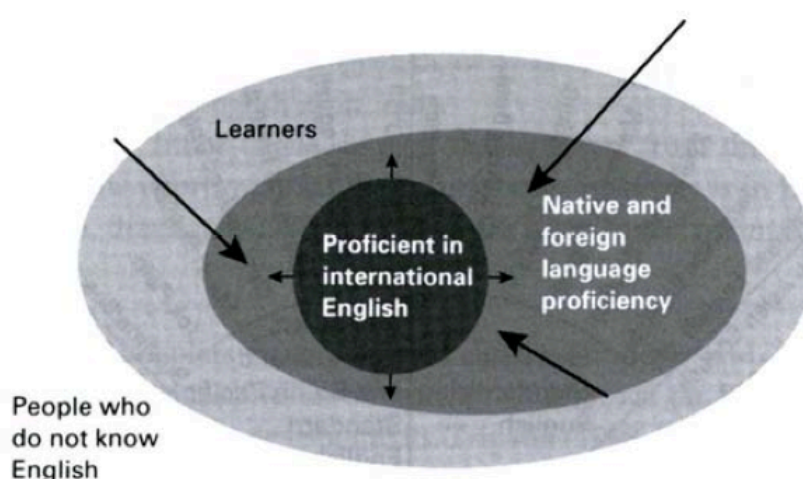 Learners
Proficient in
international
English
Native and
foreign
language
proficiency
People who
do not know
English